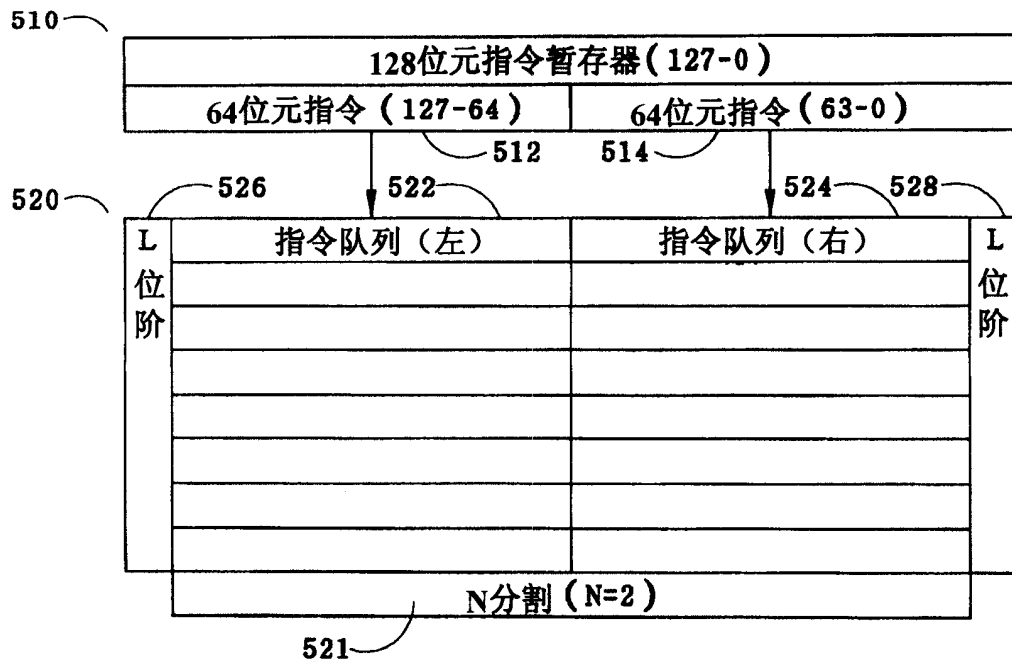 510
128位元指令暂存器(127-0)
64位元指令(127-64) 64位元指令(63-0)
512 514
520 526 522 524 528
L位阶 指令队列(左) 指令队列(右) L位阶
N分割(N=2)
521